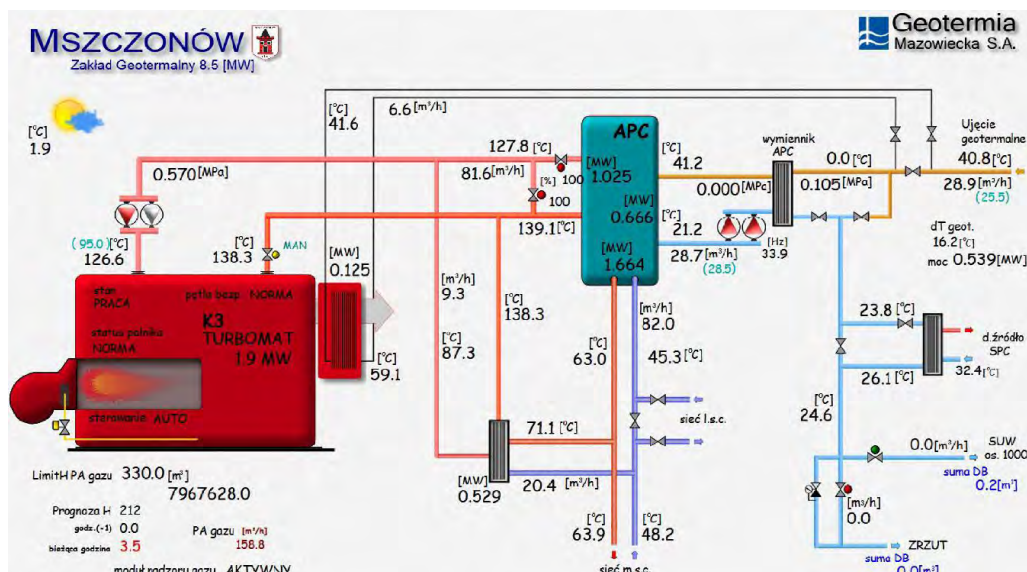 MSZCZONÓW
Zakład Geotermalny 8.5 [MW]
Geotermia
Mazowiecka S.A.
[°C]
1.9
[°C]
41.6
6.6 [m³/h]
0.570 [MPa]
127.8 [°C]
81.6 [m³/h]
[%] 100
100
139.1[°C]
APC
[MW]
1.025
[MW]
0.666
[MW]
1.664
[°C]
41.2
0.000 [MPa]
[°C]
21.2
28.7 [m³/h]
(28.5)
[Hz]
33.9
wymiennik
APC
0.0 [°C]
0.105 [MPa]
Ujęcie
geotermalne
40.8 [°C]
28.9 [m³/h]
(25.5)
dT geot.
16.2 [°C]
moc 0.539 [MW]
(95.0) [°C]
126.6
[°C]
138.3
MAN
[MW]
0.125
stan
PRACA
pętla bezp. NORMA
K3
TURBOMAT
1.9 MW
status palnika
NORMA
sterowanie AUTO
[°C]
59.1
[m³/h]
9.3
[°C]
87.3
[°C]
138.3
[°C]
63.0
[m³/h]
82.0
45.3 [°C]
sieć l.s.c.
71.1 [°C]
20.4 [m³/h]
[MW]
0.529
[°C]
63.9
[°C]
48.2
sieć m.s.c.
23.8 [°C]
26.1 [°C]
d.źródło
SPC
32.4 [°C]
[°C]
24.6
0.0 [m³/h]
SUW
os. 1000
suma DB
0.2 [m³]
[m3/h]
0.0
ZRZUT
suma DB
0.0 [m³]
LimitH PA gazu 330.0 [m³]
7967628.0
Prognoza H 212
godz.(-1) 0.0
bieżąca godzina 3.5
PA gazu [m³/h]
156.8
moduł nadzoru gazu AKTYWNY